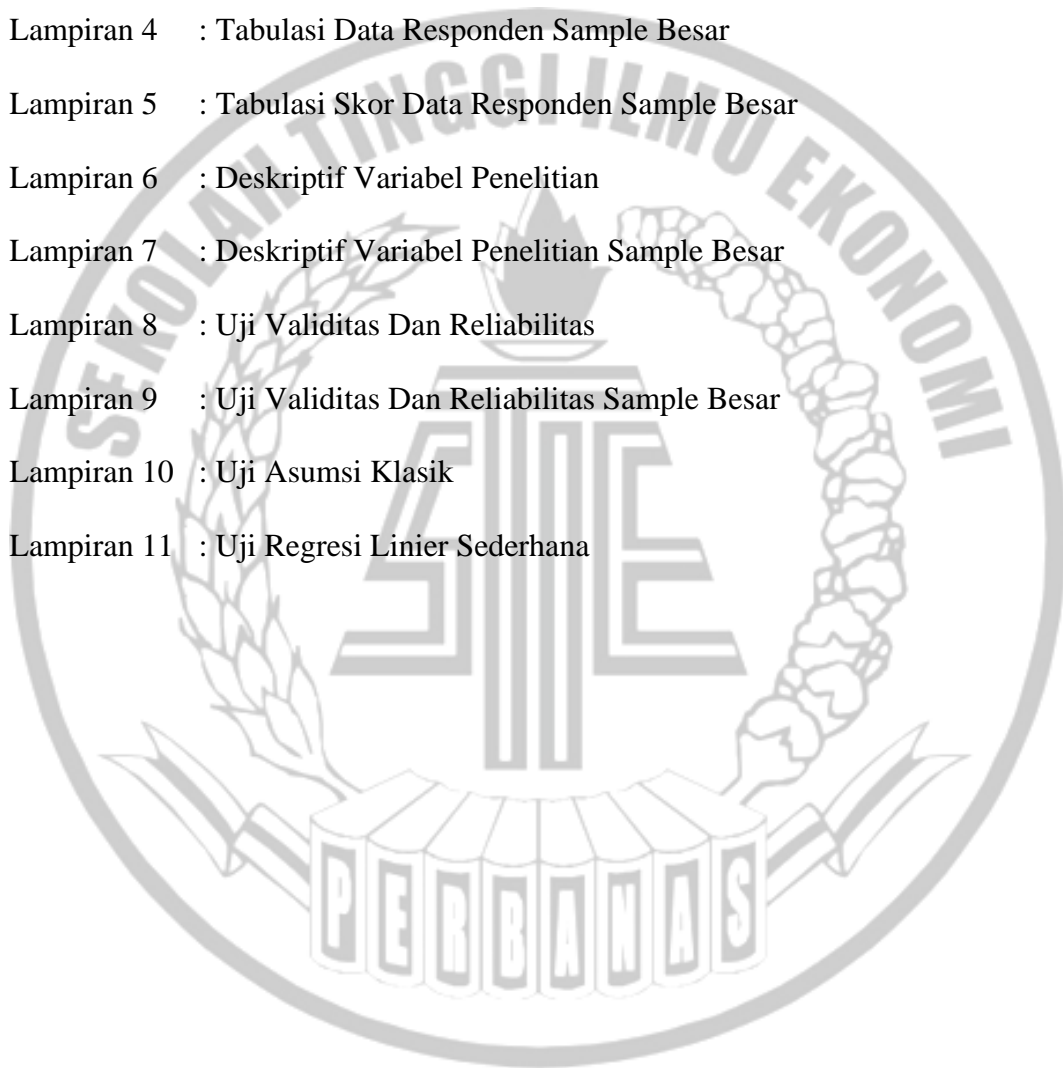 Lampiran 4 : Tabulasi Data Responden Sample Besar
Lampiran 5 : Tabulasi Skor Data Responden Sample Besar
Lampiran 6 : Deskriptif Variabel Penelitian
Lampiran 7 : Deskriptif Variabel Penelitian Sample Besar
Lampiran 8 : Uji Validitas Dan Reliabilitas
Lampiran 9 : Uji Validitas Dan Reliabilitas Sample Besar
Lampiran 10 : Uji Asumsi Klasik
Lampiran 11 : Uji Regresi Linier Sederhana
SEKOLAH TINGGI ILMU EKONOMI
STIE
PERBANAS